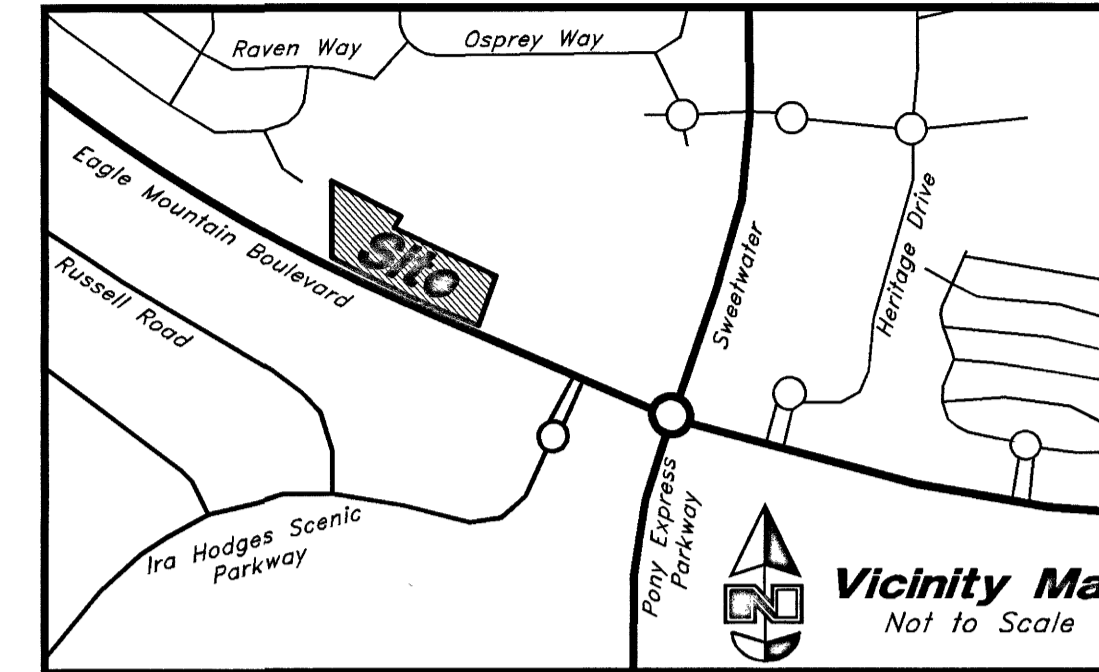 Raven Way
Osprey Way
Eagle Mountain Boulevard
Site
Russell Road
Sweetwater
Heritage Drive
Ira Hodges Scenic
Parkway
Pony Express
Parkway
N
Vicinity Ma
Not to Scale